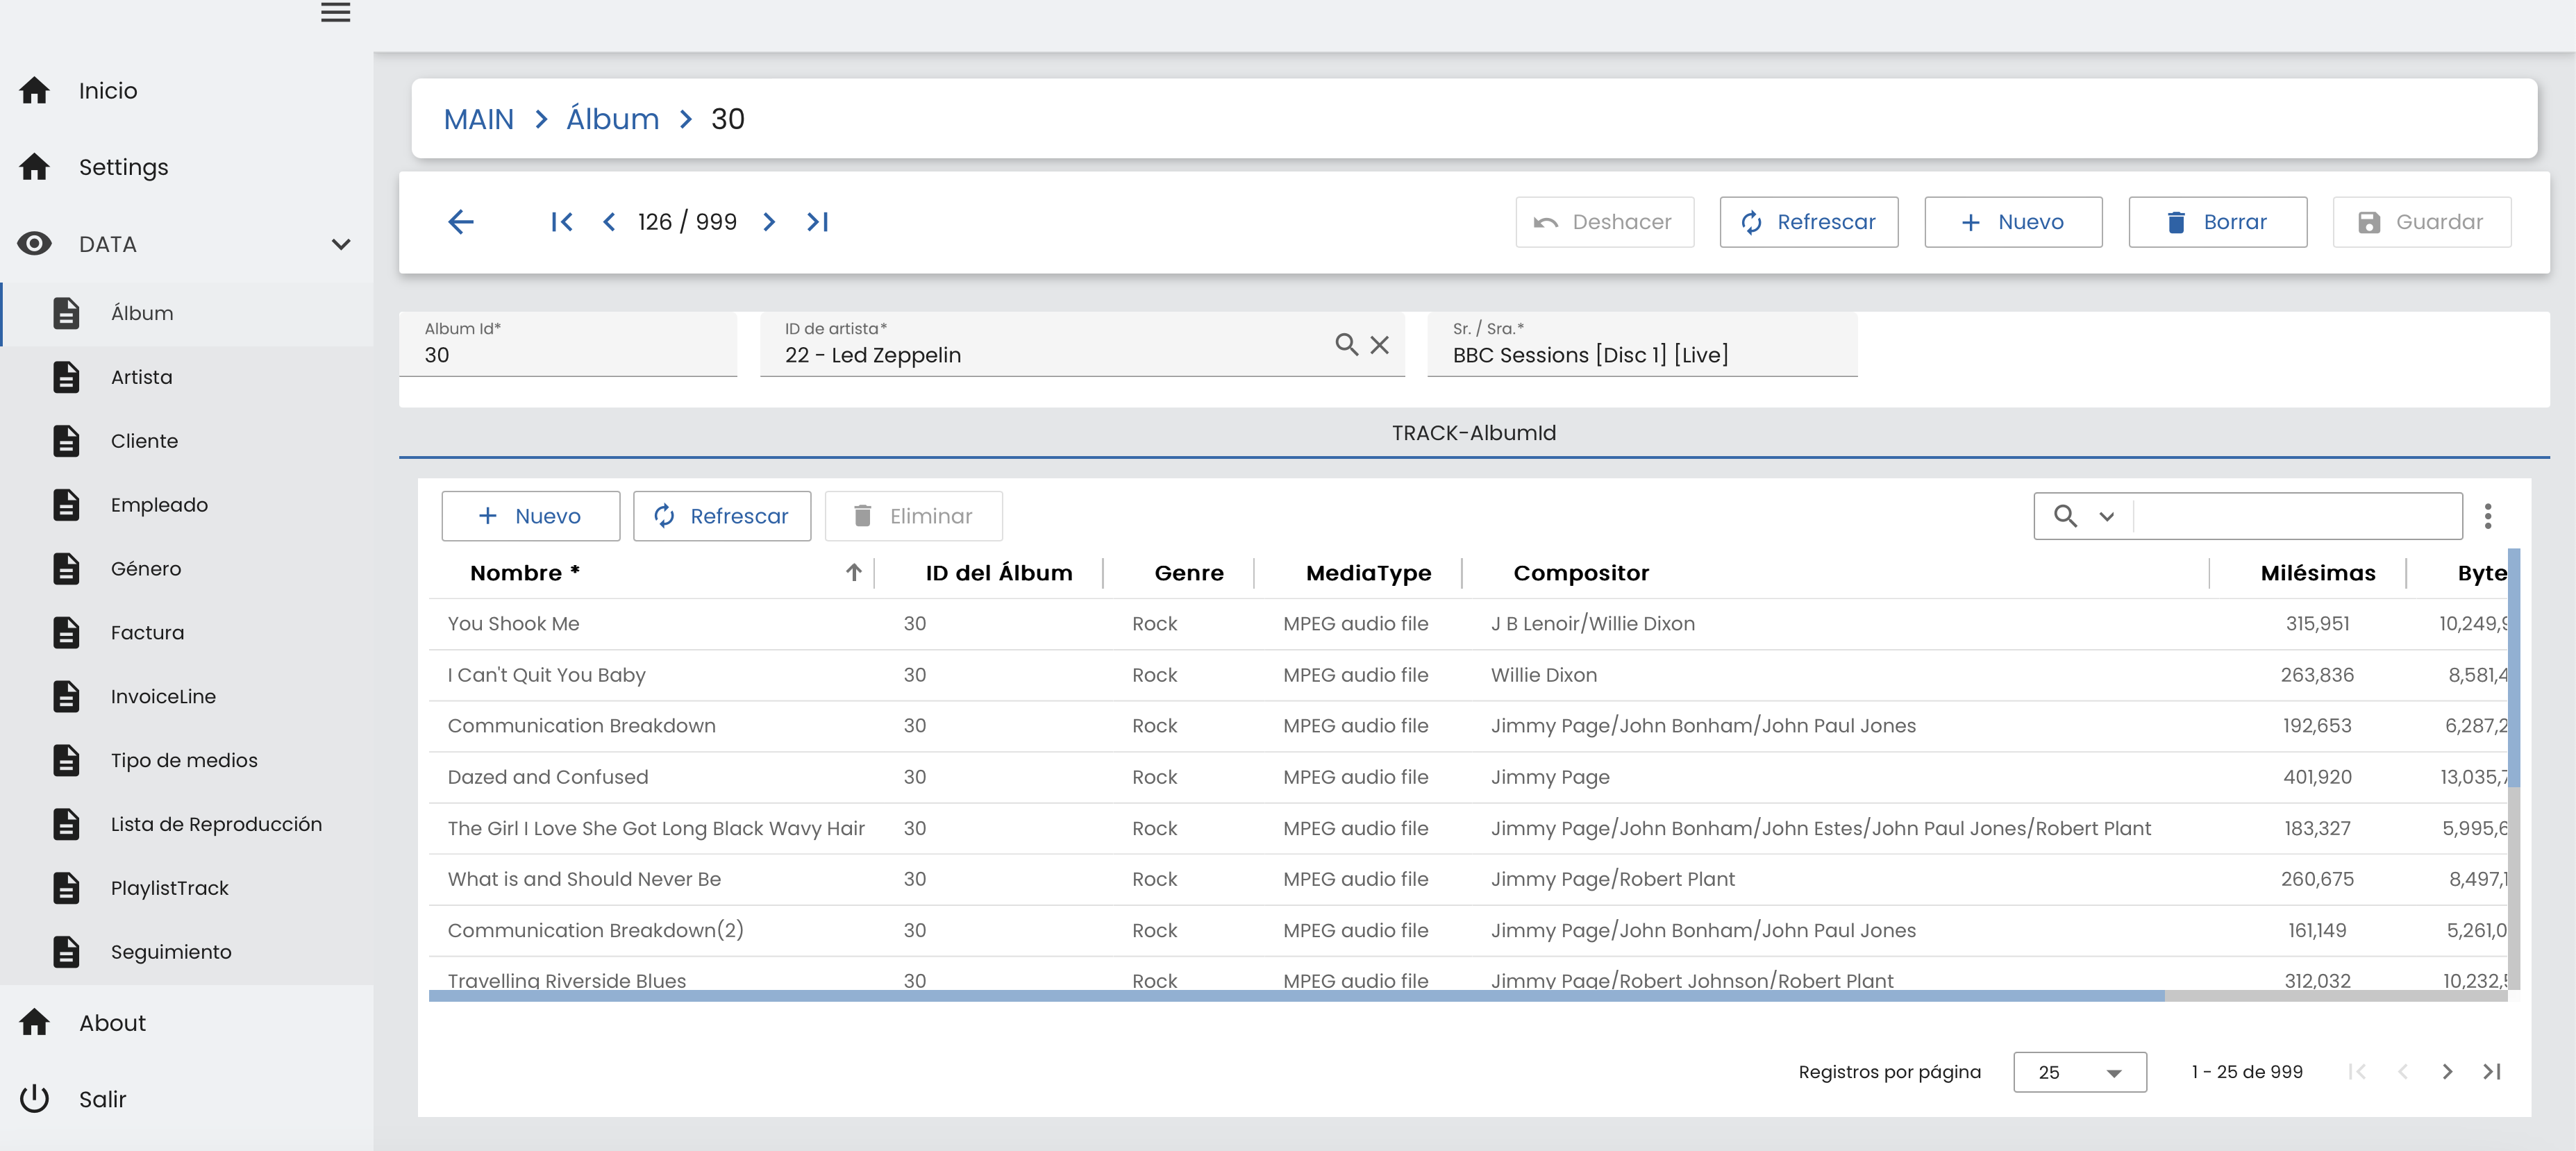 Inicio
Settings
DATA
Álbum
Artista
Cliente
Empleado
Género
Factura
InvoiceLine
Tipo de medios
Lista de Reproducción
PlaylistTrack
Seguimiento
About
Salir
MAIN > Álbum > 30
126 / 999 Deshacer Refrescar Nuevo Borrar Guardar
Album Id* ID de artista* Sr. / Sra.*
30 22 - Led Zeppelin BBC Sessions [Disc 1] [Live]
TRACK-AlbumId
Nuevo Refrescar Eliminar
Nombre * ID del Álbum Genre MediaType Compositor Milésimas Byte
You Shook Me 30 Rock MPEG audio file J B Lenoir/Willie Dixon 315,951 10,249,9
I Can't Quit You Baby 30 Rock MPEG audio file Willie Dixon 263,836 8,581,4
Communication Breakdown 30 Rock MPEG audio file Jimmy Page/John Bonham/John Paul Jones 192,653 6,287,2
Dazed and Confused 30 Rock MPEG audio file Jimmy Page 401,920 13,035,7
The Girl I Love She Got Long Black Wavy Hair 30 Rock MPEG audio file Jimmy Page/John Bonham/John Estes/John Paul Jones/Robert Plant 183,327 5,995,6
What is and Should Never Be 30 Rock MPEG audio file Jimmy Page/Robert Plant 260,675 8,497,1
Communication Breakdown(2) 30 Rock MPEG audio file Jimmy Page/John Bonham/John Paul Jones 161,149 5,261,0
Travelling Riverside Blues 30 Rock MPEG audio file Jimmy Page/Robert Johnson/Robert Plant 312,032 10,232,5
Registros por página 25 1 - 25 de 999